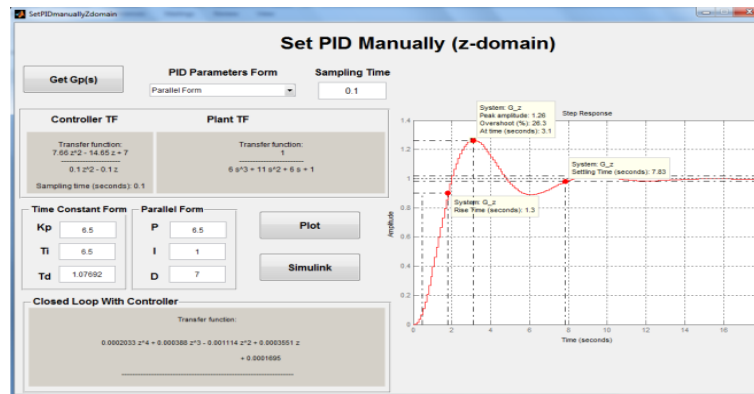 SetPIDmanuallyZdomain
Set PID Manually (z-domain)
Get Gp(s)
PID Parameters Form
Parallel Form
Sampling Time
0.1
Controller TF
Transfer function:
7.66 z^2 - 14.65 z + 7
0.1 z^2 - 0.1 z
Sampling time (seconds): 0.1
Plant TF
Transfer function:
1
6 s^3 + 11 s^2 + 6 s + 1
Time Constant Form
Kp 6.5
Ti 6.5
Td 1.07692
Parallel Form
P 6.5
I 1
D 7
Plot
Simulink
Closed Loop With Controller
Transfer function:
0.0002033 z^4 + 0.000388 z^3 - 0.001114 z^2 + 0.0003551 z
+ 0.0001695
Step Response
System: G_z
Peak amplitude: 1.26
Overshoot (%): 26.3
At time (seconds): 3.1
System: G_z
Settling Time (seconds): 7.83
System: G_z
Rise Time (seconds): 1.3
Amplitude
1.4
1.2
1
0.8
0.6
0.4
0.2
0
0 2 4 6 8 10 12 14 16
Time (seconds)